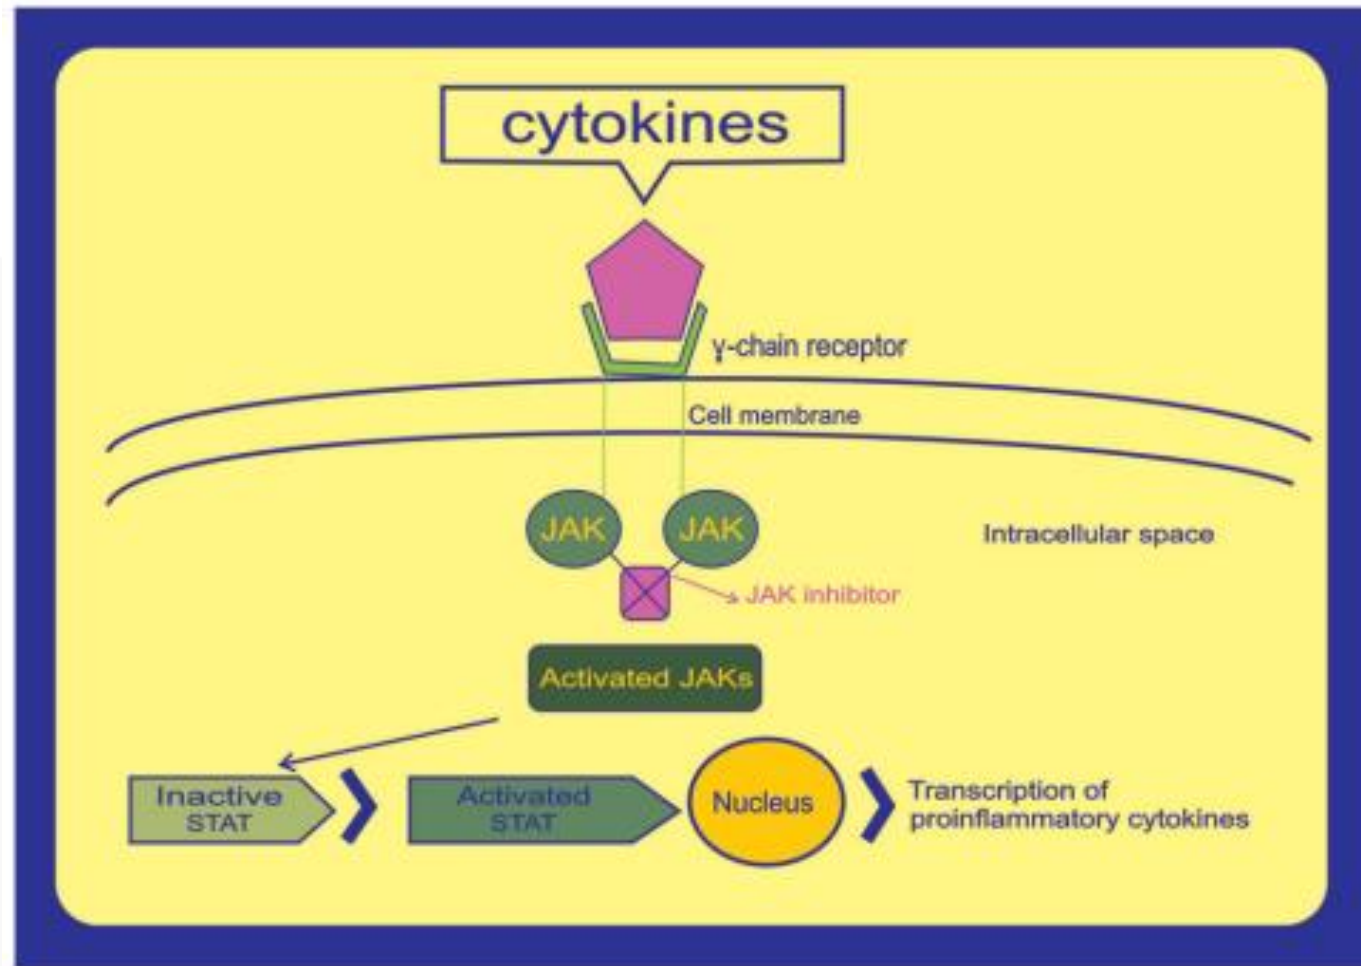 cytokines
γ-chain receptor
Cell membrane
JAK JAK
Intracellular space
JAK inhibitor
Activated JAKs
Inactive
STAT
Activated
STAT
Nucleus
Transcription of
proinflammatory cytokines